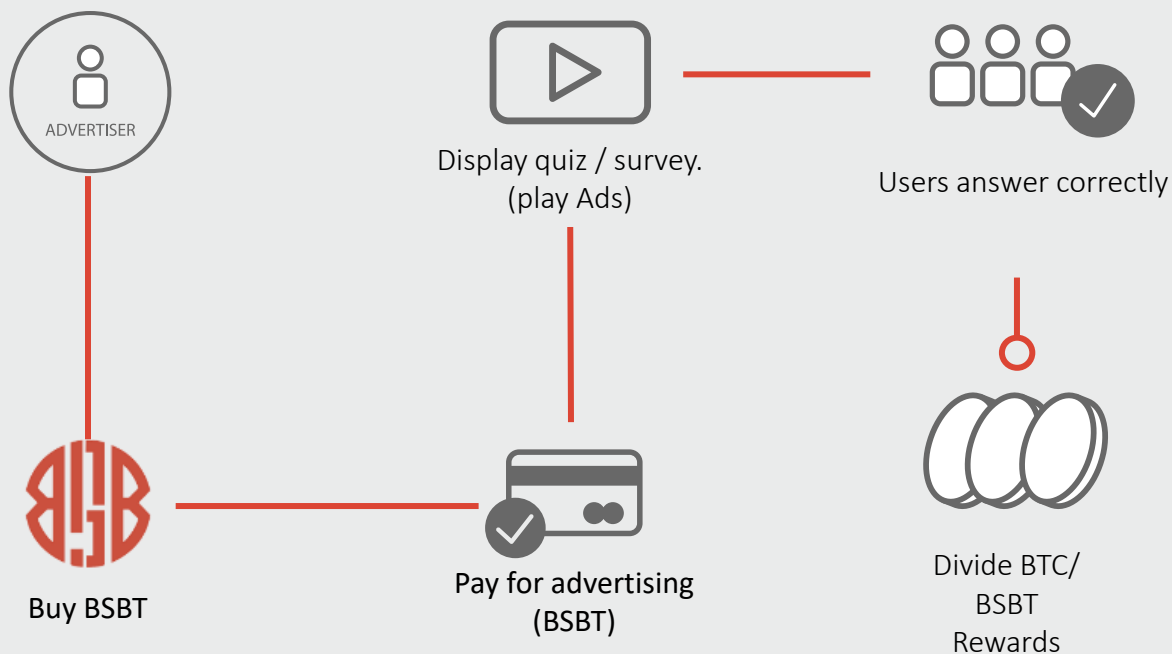 ADVERTISER
Display quiz / survey.
(play Ads)
Users answer correctly
Buy BSBT
Pay for advertising
(BSBT)
Divide BTC/
BSBT
Rewards